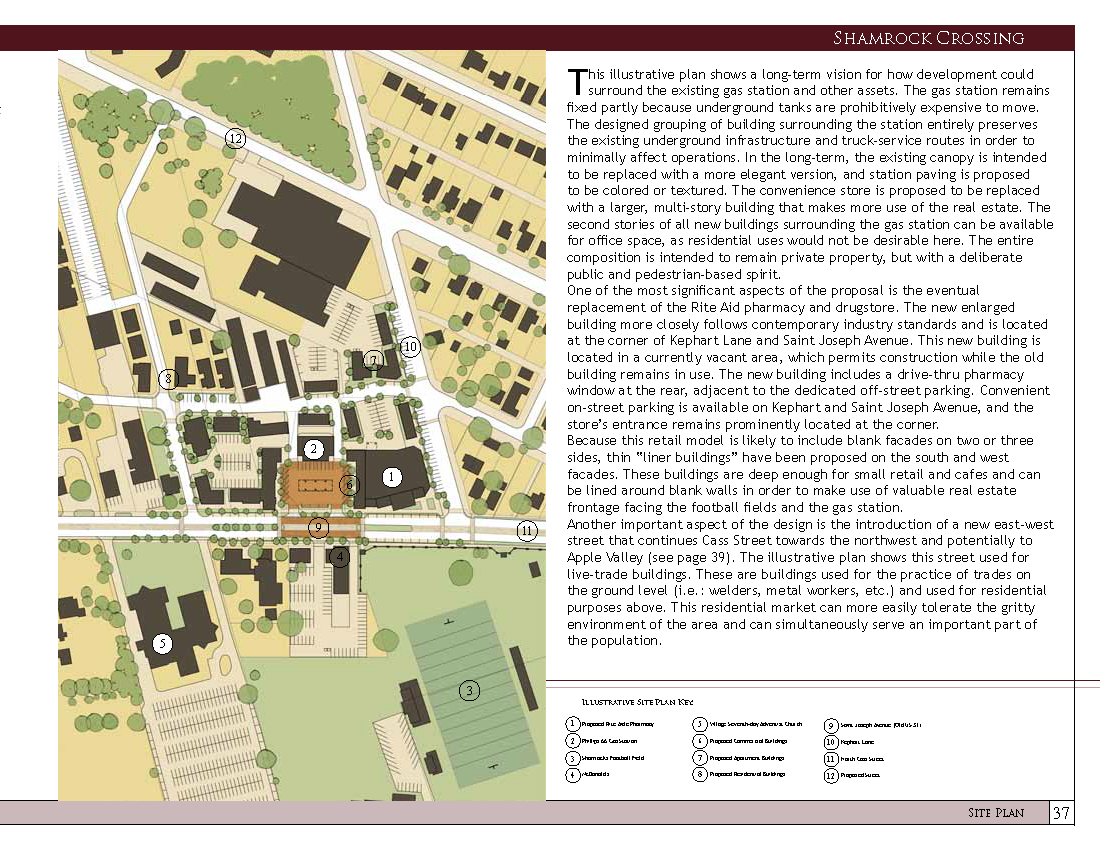 Shamrock Crossing
This illustrative plan shows a long-term vision for how development could
surround the existing gas station and other assets. The gas station remains
fixed partly because underground tanks are prohibitively expensive to move.
The designed grouping of building surrounding the station entirely preserves
the existing underground infrastructure and truck-service routes in order to
minimally affect operations. In the long-term, the existing canopy is intended
to be replaced with a more elegant version, and station paving is proposed
to be colored or textured. The convenience store is proposed to be replaced
with a larger, multi-story building that makes more use of the real estate. The
second stories of all new buildings surrounding the gas station can be available
for office space, as residential uses would not be desirable here. The entire
composition is intended to remain private property, but with a deliberate
public and pedestrian-based spirit.
One of the most significant aspects of the proposal is the eventual
replacement of the Rite Aid pharmacy and drugstore. The new enlarged
building more closely follows contemporary industry standards and is located
at the corner of Kephart Lane and Saint Joseph Avenue. This new building is
located in a currently vacant area, which permits construction while the old
building remains in use. The new building includes a drive-thru pharmacy
window at the rear, adjacent to the dedicated off-street parking. Convenient
on-street parking is available on Kephart and Saint Joseph Avenue, and the
store's entrance remains prominently located at the corner.
Because this retail model is likely to include blank facades on two or three
sides, thin "liner buildings" have been proposed on the south and west
facades. These buildings are deep enough for small retail and cafes and can
be lined around blank walls in order to make use of valuable real estate
frontage facing the football fields and the gas station.
Another important aspect of the design is the introduction of a new east-west
street that continues Cass Street towards the northwest and potentially to
Apple Valley (see page 39). The illustrative plan shows this street used for
live-trade buildings. These are buildings used for the practice of trades on
the ground level (i.e.: welders, metal workers, etc.) and used for residential
purposes above. This residential market can more easily tolerate the gritty
environment of the area and can simultaneously serve an important part of
the population.
12
10
7
8
2
1
6
9
11
4
5
3
Illustrative Site Plan Key:
1 Proposed Rite Aide Pharmacy
2 Phillips 66 Gas Station
3 Shamrocks Football Field
4 McDonald's
5 Village Seventh-day Adventist Church
6 Proposed Commercial Buildings
7 Proposed Apartment Buildings
8 Proposed Residential Buildings
9 Saint Joseph Avenue (Old US 31)
10 Kephart Lane
11 North Cass Street
12 Proposed Street
Site Plan
37